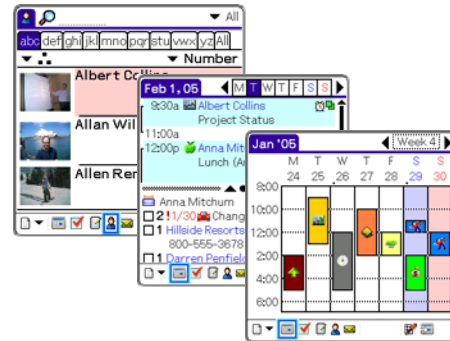 All
abc def ghi jkl mno pqr stu vwx yz All
Number
Albert Co
Allan Wil
Allen Ren
Feb 1, 05 M T W T F S S
9:30a Albert Collins
Project Status
11:00a
12:00p Anna Mit
Lunch (A
Anna Mitchum
2! 1/30 Chang
1 Hillside Resorts
800-555-3678
1 Darren Penfiel
Jan '05 Week 4
M T W T F S S
24 25 26 27 28 29 30
8:00
10:00
12:00
2:00
4:00
6:00